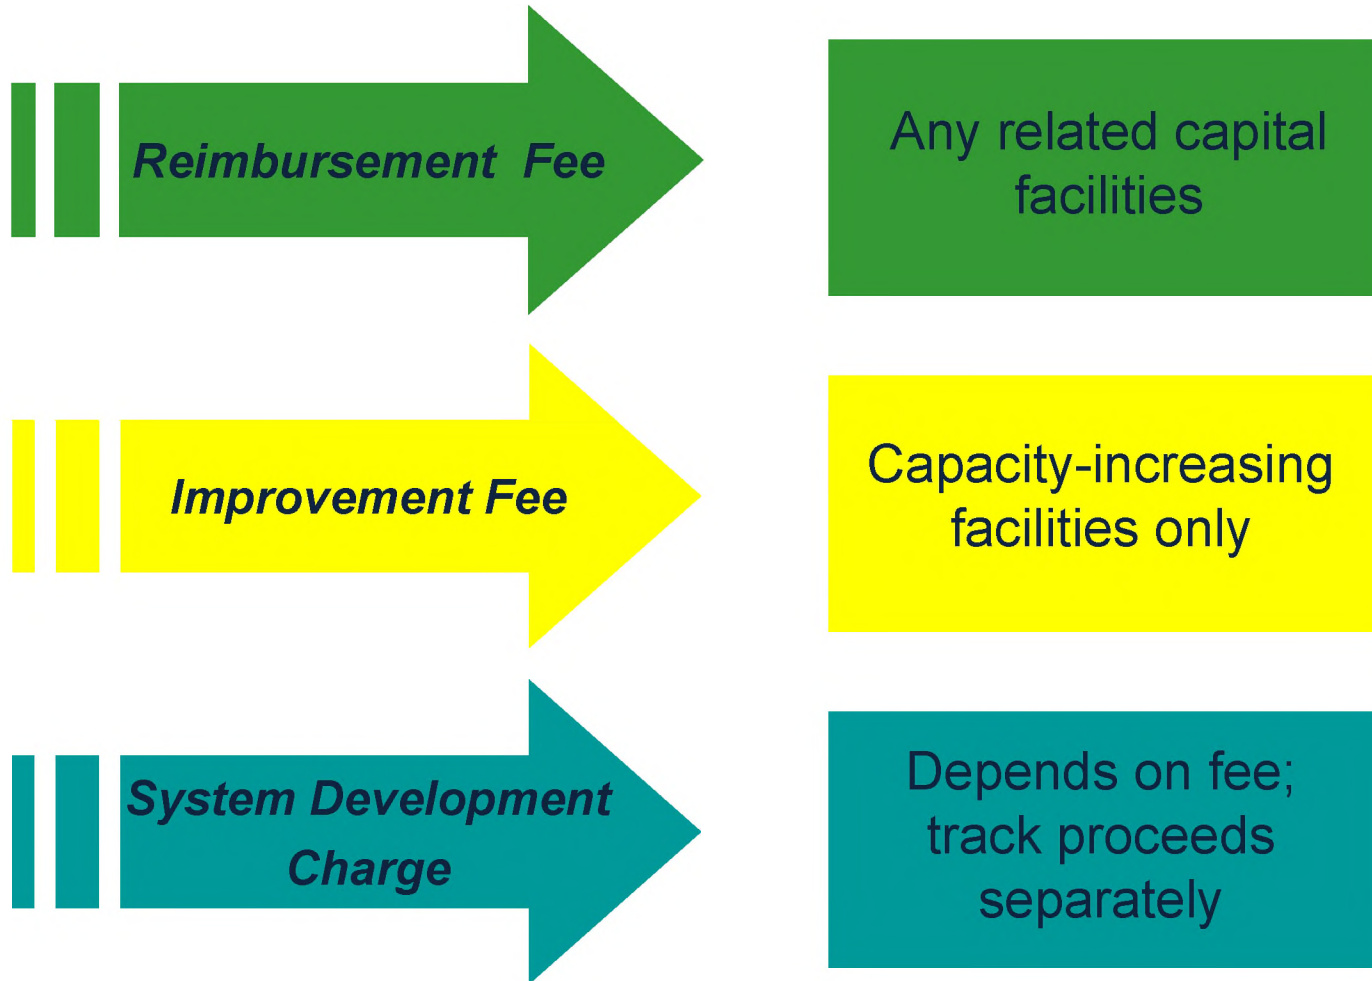 Reimbursement Fee
Any related capital
facilities
Improvement Fee
Capacity-increasing
facilities only
System Development
Charge
Depends on fee;
track proceeds
separately